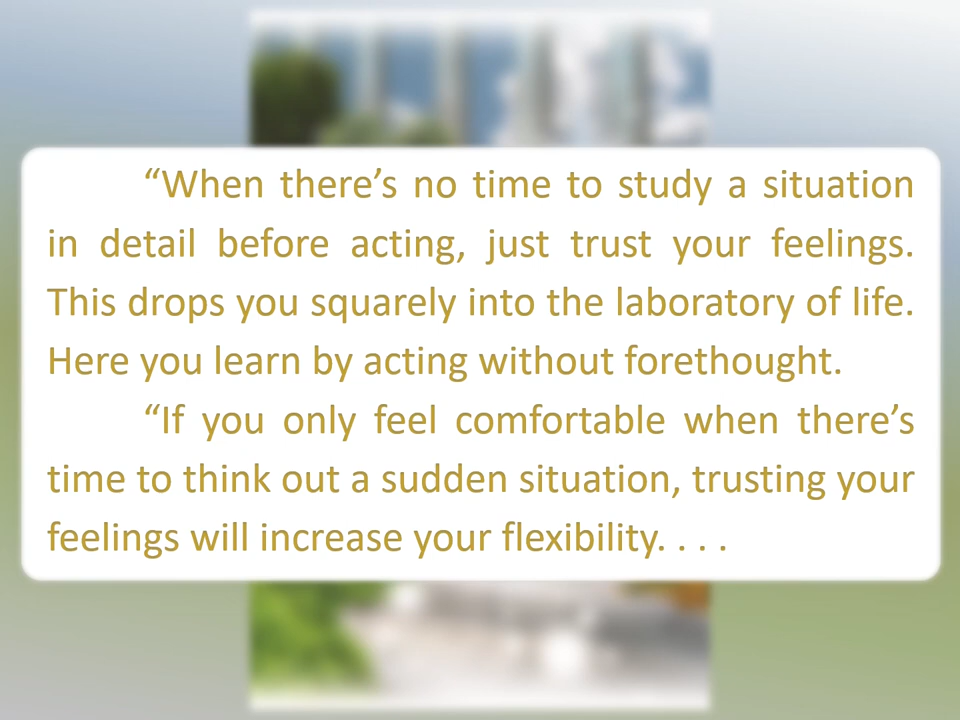 “When there’s no time to study a situation
in detail before acting, just trust your feelings.
This drops you squarely into the laboratory of life.
Here you learn by acting without forethought.
“If you only feel comfortable when there’s
time to think out a sudden situation, trusting your
feelings will increase your flexibility. . . .